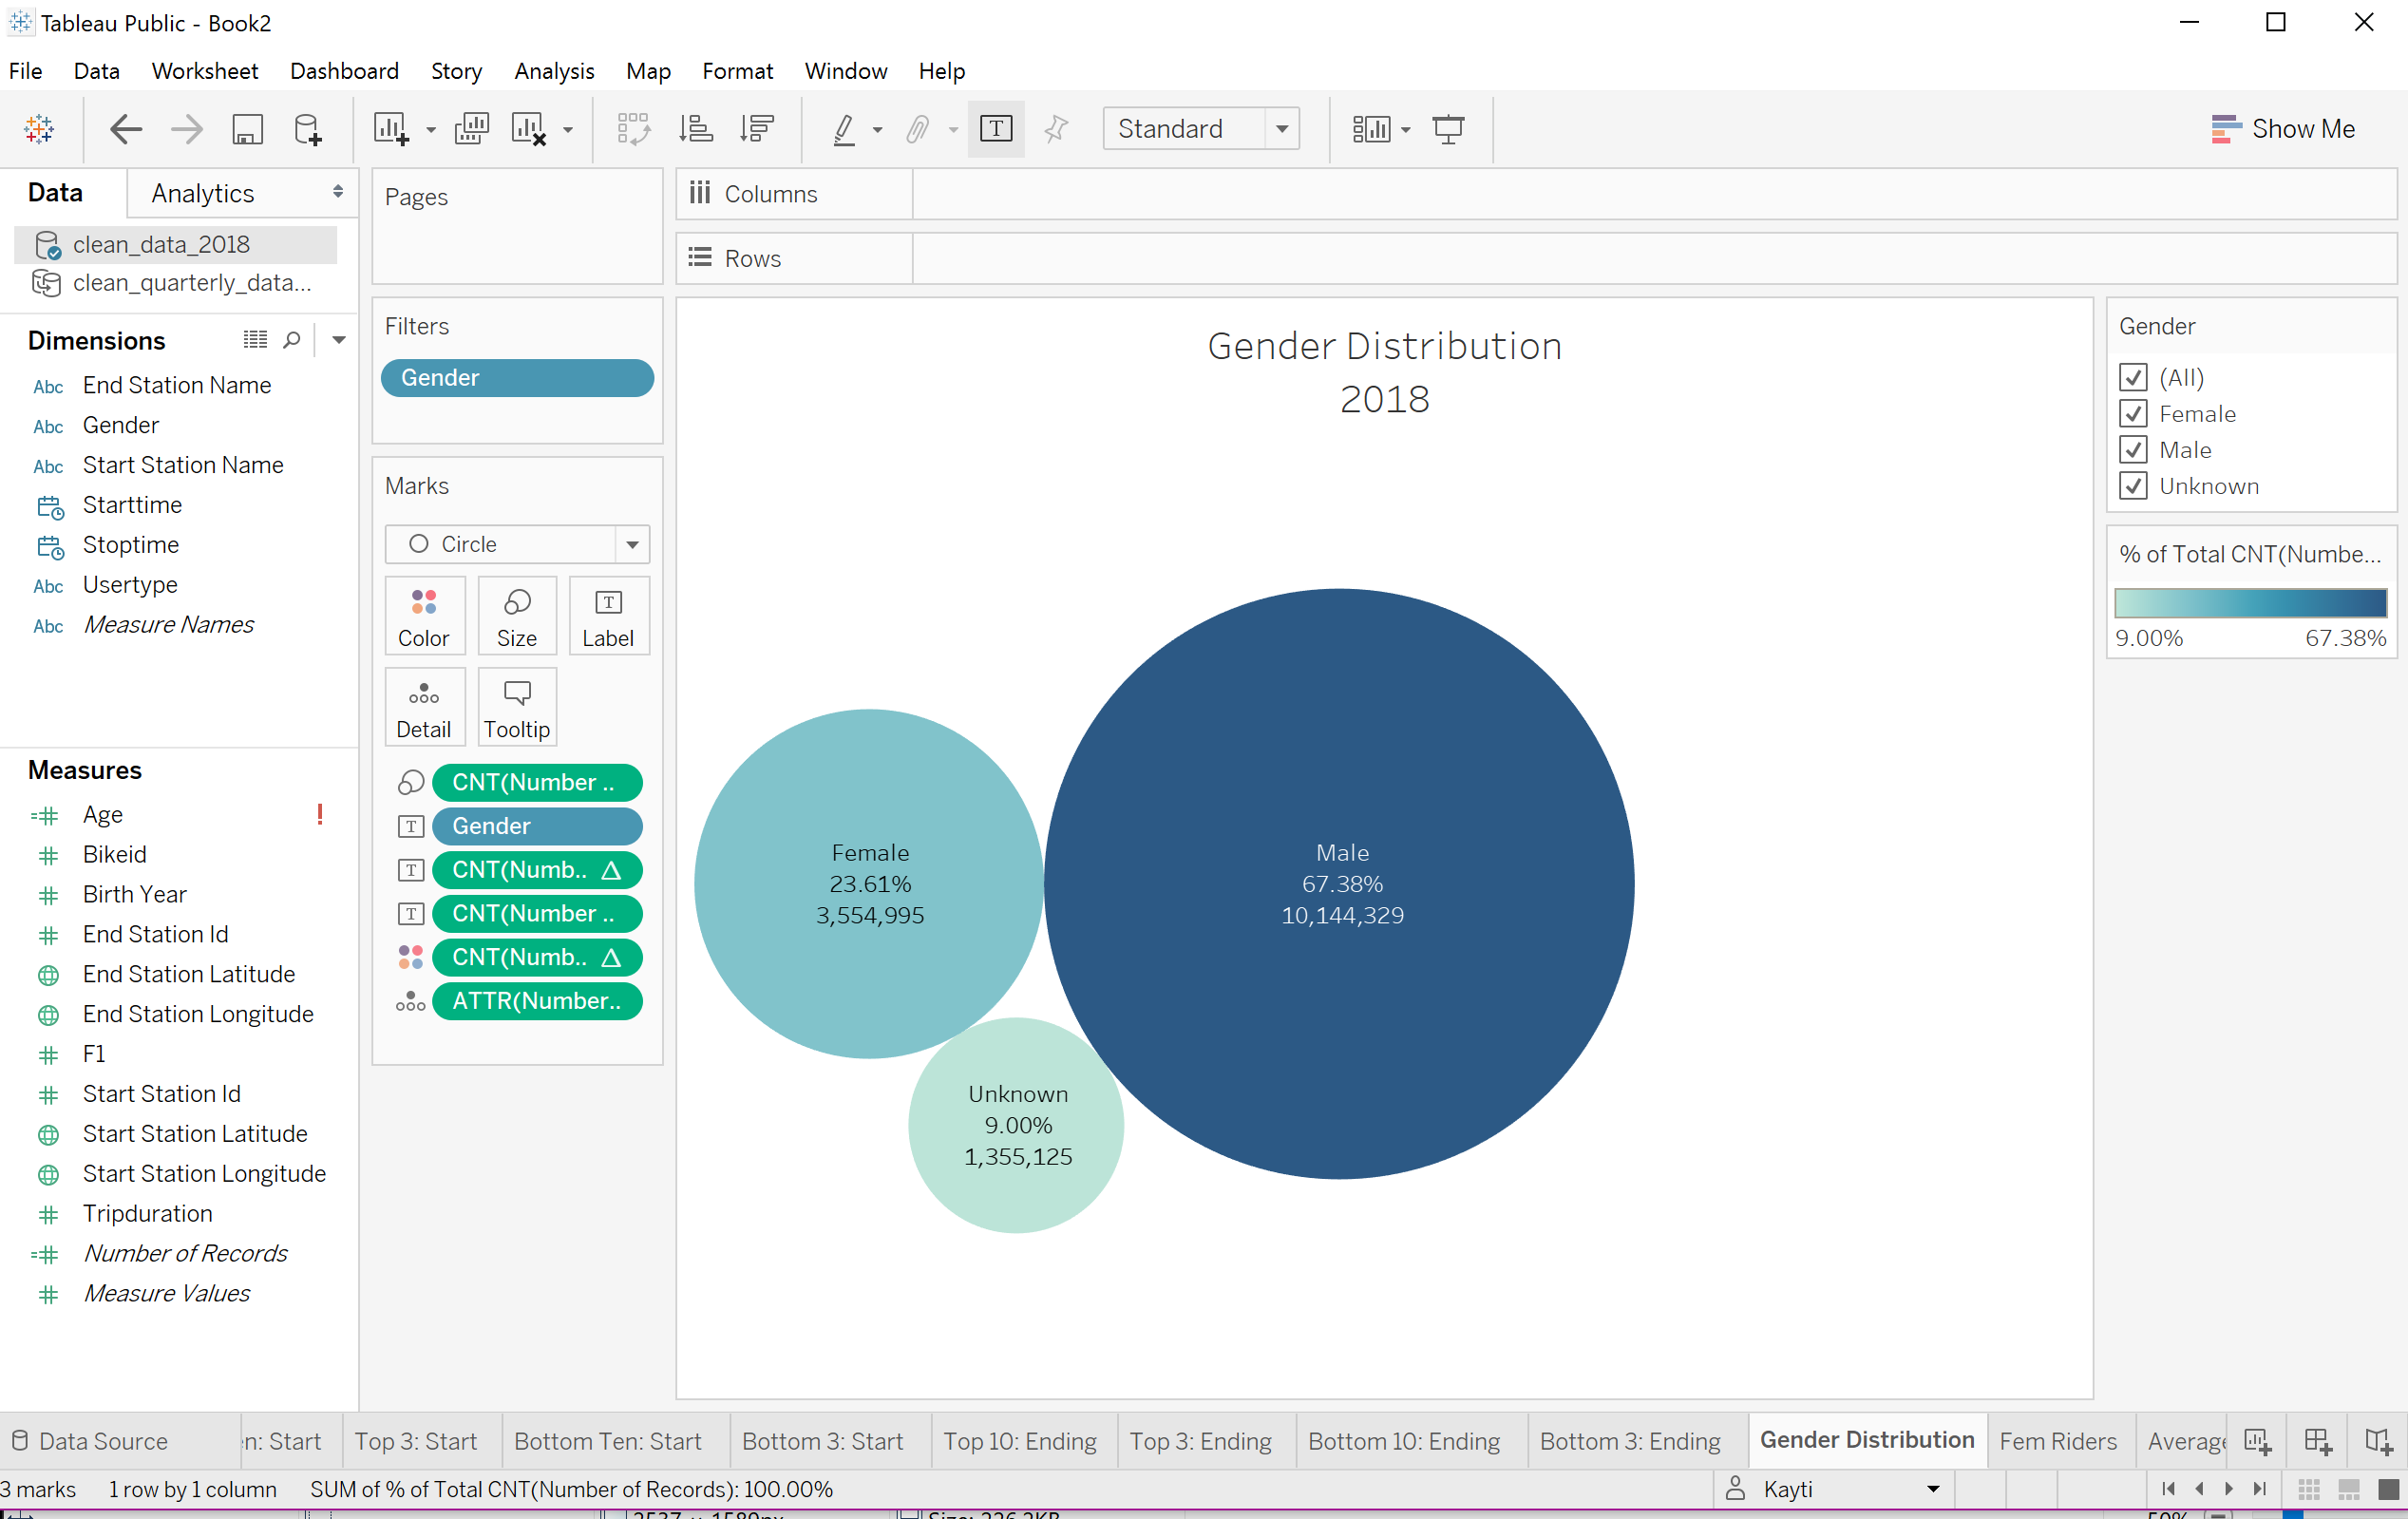 Tableau Public - Book2
File Data Worksheet Dashboard Story Analysis Map Format Window Help
Standard
Show Me
Data Analytics
clean_data_2018
clean_quarterly_data...
Dimensions
Abc End Station Name
Abc Gender
Abc Start Station Name
Starttime
Stoptime
Abc Usertype
Abc Measure Names
Measures
Age
Bikeid
Birth Year
End Station Id
End Station Latitude
End Station Longitude
F1
Start Station Id
Start Station Latitude
Start Station Longitude
Tripduration
Number of Records
Measure Values
Pages
Filters
Gender
Marks
Circle
Color Size Label
Detail Tooltip
CNT(Number ..
Gender
CNT(Numb.. Δ
CNT(Number ..
CNT(Numb.. Δ
ATTR(Number..
Columns
Rows
Gender Distribution
2018
Female
23.61%
3,554,995
Male
67.38%
10,144,329
Unknown
9.00%
1,355,125
Gender
(All)
Female
Male
Unknown
% of Total CNT(Numbe...
9.00% 67.38%
Data Source en: Start Top 3: Start Bottom Ten: Start Bottom 3: Start Top 10: Ending Top 3: Ending Bottom 10: Ending Bottom 3: Ending Gender Distribution Fem Riders Average
3 marks 1 row by 1 column SUM of % of Total CNT(Number of Records): 100.00% Kayti